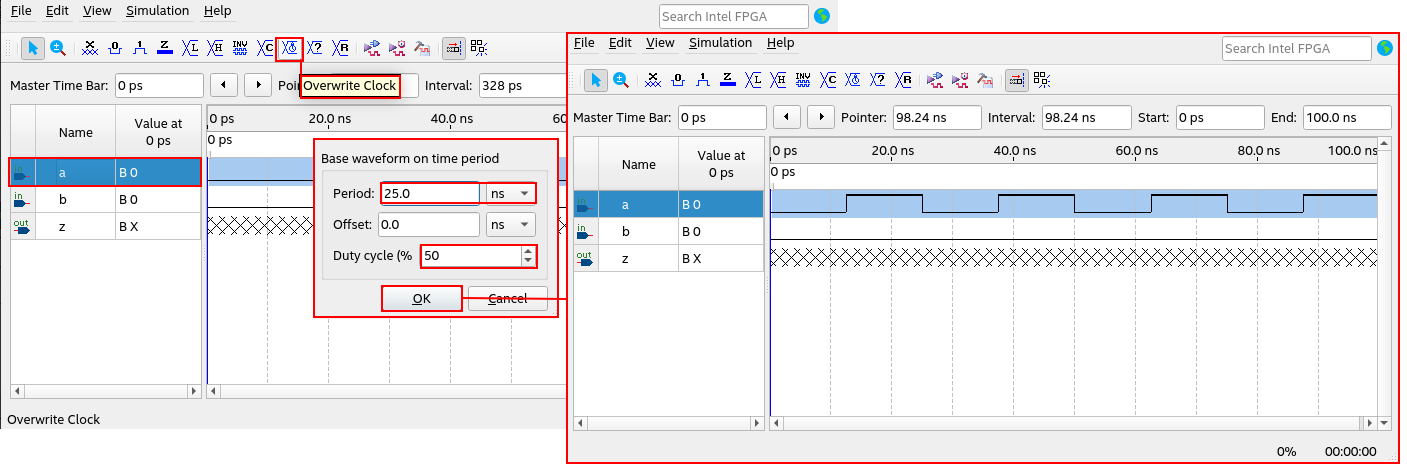 File Edit View Simulation Help
Search Intel FPGA
Master Time Bar: 0 ps
Overwrite Clock
Interval: 328 ps
Name
Value at
0 ps
0 ps 20.0 ns 40.0 ns
0 ps
in a B 0
in b B 0
out z B X
Base waveform on time period
Period: 25.0 ns
Offset: 0.0 ns
Duty cycle (% 50
OK Cancel
Overwrite Clock
File Edit View Simulation Help
Search Intel FPGA
Master Time Bar: 0 ps Pointer: 98.24 ns Interval: 98.24 ns Start: 0 ps End: 100.0 ns
Name
Value at
0 ps
0 ps 20.0 ns 40.0 ns 60.0 ns 80.0 ns 100.0 ns
0 ps
in a B 0
in b B 0
out z B X
0% 00:00:00